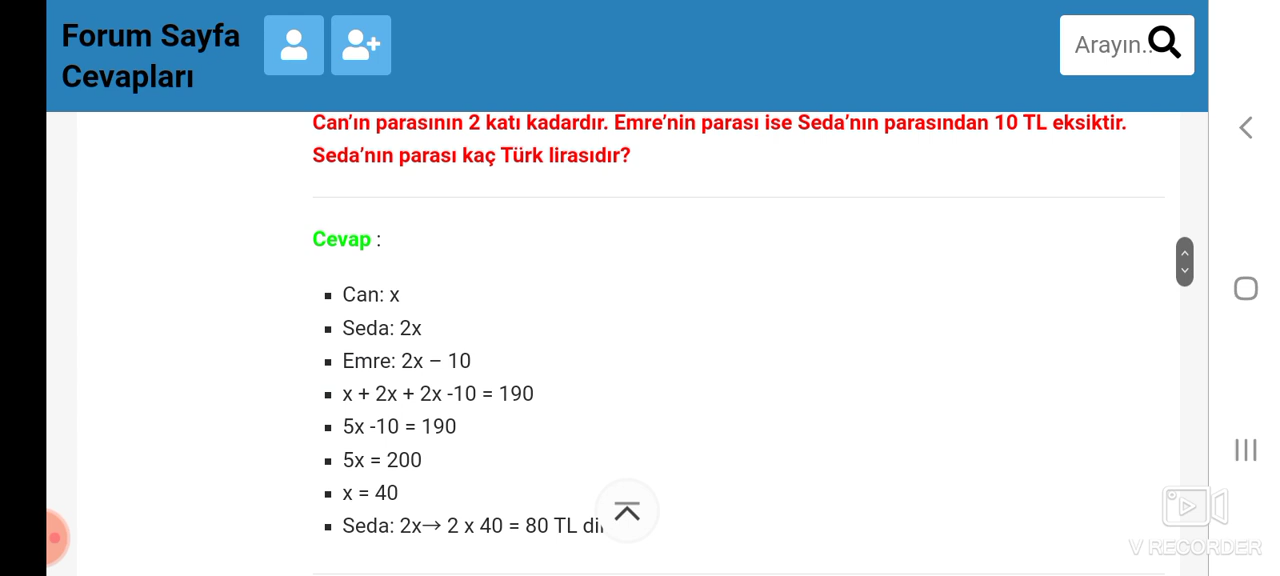 Forum Sayfa
Cevapları
Arayın..
Can’ın parasının 2 katı kadardır. Emre’nin parası ise Seda’nın parasından 10 TL eksiktir.
Seda’nın parası kaç Türk lirasıdır?
Cevap :
Can: x
Seda: 2x
Emre: 2x – 10
x + 2x + 2x -10 = 190
5x -10 = 190
5x = 200
x = 40
Seda: 2x→ 2 x 40 = 80 TL
V RECORDER